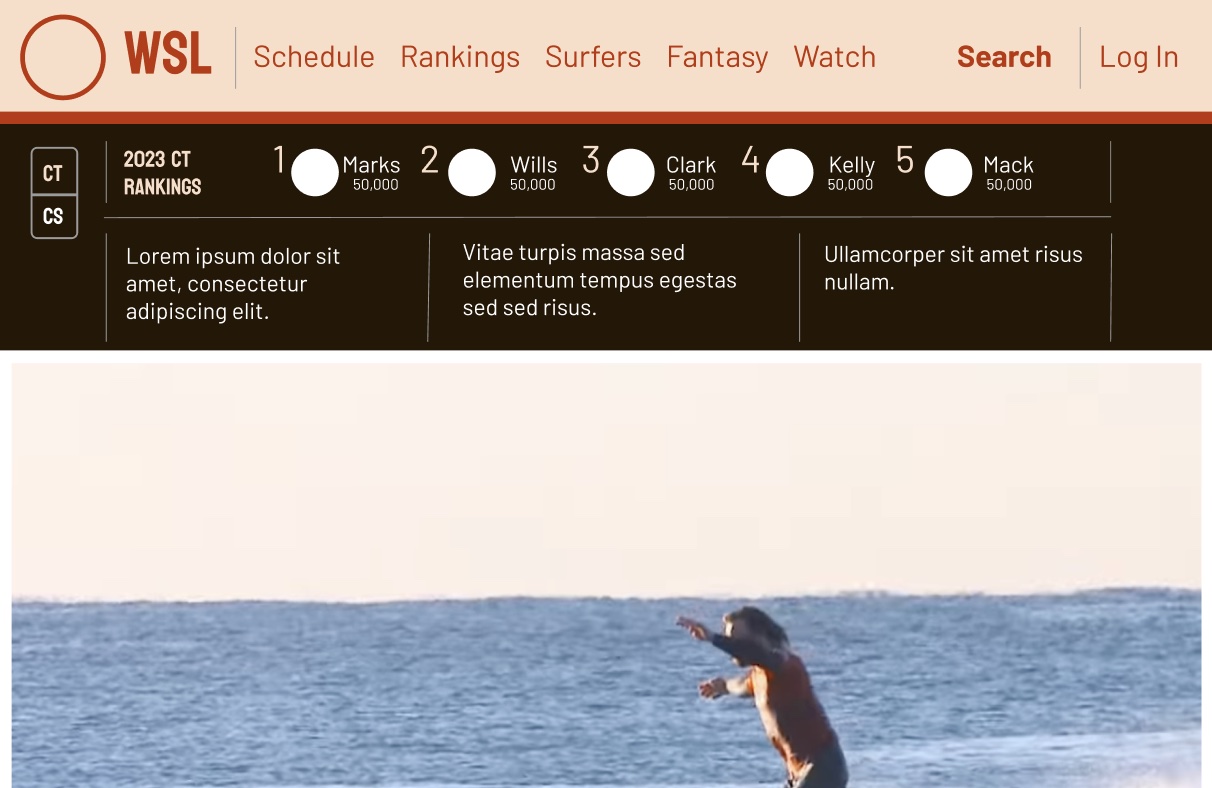 WSL
Schedule Rankings Surfers Fantasy Watch Search Log In
CT
CS
2023 CT
RANKINGS
1 Marks 50,000
2 Wills 50,000
3 Clark 50,000
4 Kelly 50,000
5 Mack 50,000
Lorem ipsum dolor sit
amet, consectetur
adipiscing elit.
Vitae turpis massa sed
elementum tempus egestas
sed sed risus.
Ullamcorper sit amet risus
nullam.